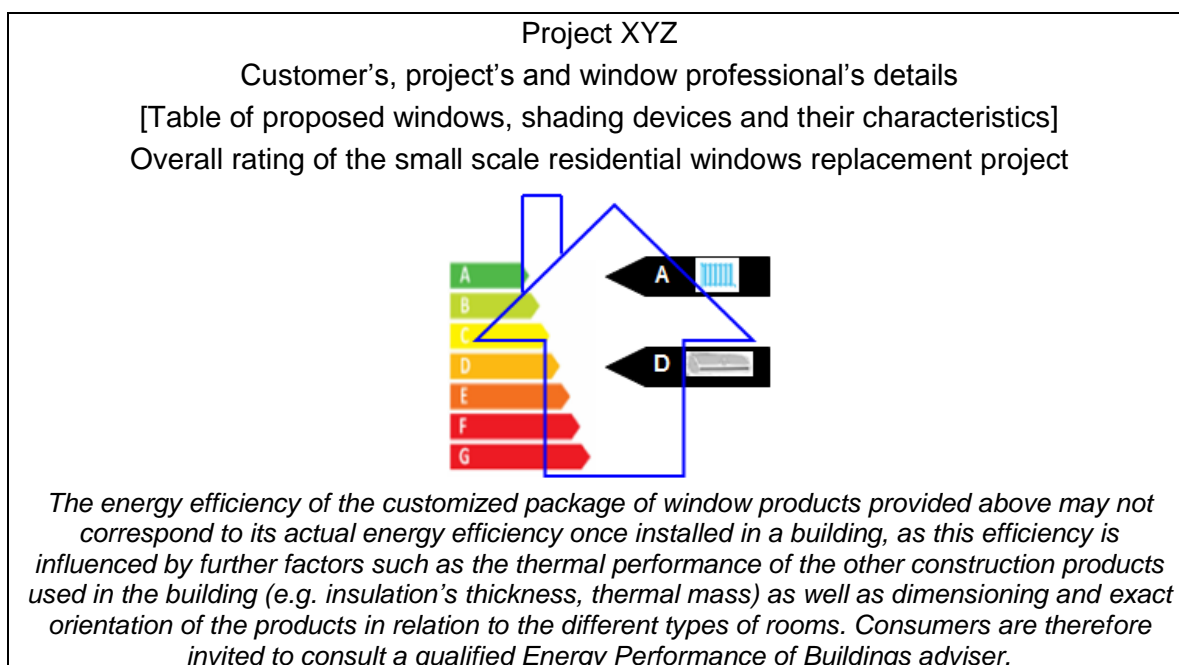 Project XYZ
Customer’s, project’s and window professional’s details
[Table of proposed windows, shading devices and their characteristics]
Overall rating of the small scale residential windows replacement project
A
A
B
C
D
D
E
F
G
The energy efficiency of the customized package of window products provided above may not
correspond to its actual energy efficiency once installed in a building, as this efficiency is
influenced by further factors such as the thermal performance of the other construction products
used in the building (e.g. insulation’s thickness, thermal mass) as well as dimensioning and exact
orientation of the products in relation to the different types of rooms. Consumers are therefore
invited to consult a qualified Energy Performance of Buildings adviser.